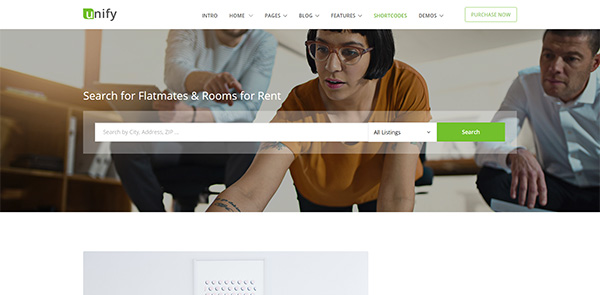 unify
INTRO HOME PAGES BLOG FEATURES SHORTCODES DEMOS PURCHASE NOW
Search for Flatmates & Rooms for Rent
Search by City, Address, ZIP ... All Listings Search